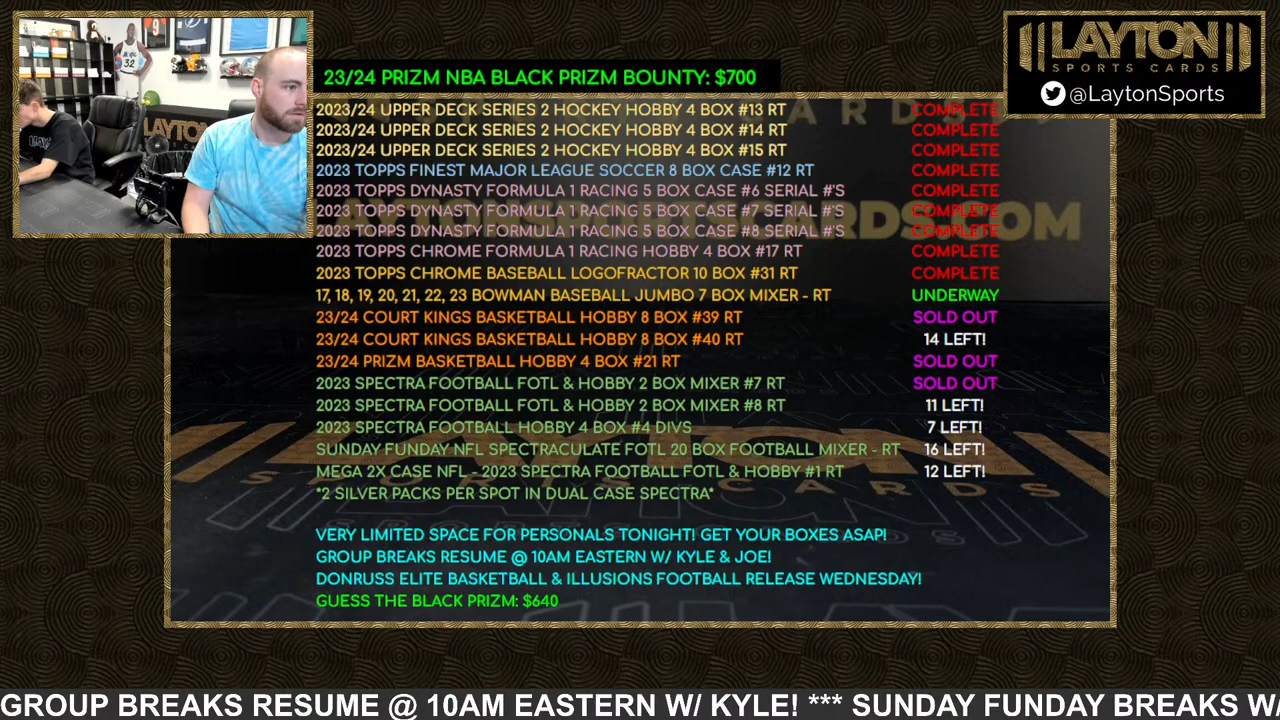 LAYTON
SPORTS CARDS
@LaytonSports
23/24 PRIZM NBA BLACK PRIZM BOUNTY: $700
2023/24 UPPER DECK SERIES 2 HOCKEY HOBBY 4 BOX #13 RT COMPLETE
2023/24 UPPER DECK SERIES 2 HOCKEY HOBBY 4 BOX #14 RT COMPLETE
2023/24 UPPER DECK SERIES 2 HOCKEY HOBBY 4 BOX #15 RT COMPLETE
2023 TOPPS FINEST MAJOR LEAGUE SOCCER 8 BOX CASE #12 RT COMPLETE
2023 TOPPS DYNASTY FORMULA 1 RACING 5 BOX CASE #6 SERIAL #'S COMPLETE
2023 TOPPS DYNASTY FORMULA 1 RACING 5 BOX CASE #7 SERIAL #'S COMPLETE
2023 TOPPS DYNASTY FORMULA 1 RACING 5 BOX CASE #8 SERIAL #'S COMPLETE
2023 TOPPS CHROME FORMULA 1 RACING HOBBY 4 BOX #17 RT COMPLETE
2023 TOPPS CHROME BASEBALL LOGOFRACTOR 10 BOX #31 RT COMPLETE
17, 18, 19, 20, 21, 22, 23 BOWMAN BASEBALL JUMBO 7 BOX MIXER - RT UNDERWAY
23/24 COURT KINGS BASKETBALL HOBBY 8 BOX #39 RT SOLD OUT
23/24 COURT KINGS BASKETBALL HOBBY 8 BOX #40 RT 14 LEFT!
23/24 PRIZM BASKETBALL HOBBY 4 BOX #21 RT SOLD OUT
2023 SPECTRA FOOTBALL FOTL & HOBBY 2 BOX MIXER #7 RT SOLD OUT
2023 SPECTRA FOOTBALL FOTL & HOBBY 2 BOX MIXER #8 RT 11 LEFT!
2023 SPECTRA FOOTBALL HOBBY 4 BOX #4 DIVS 7 LEFT!
SUNDAY FUNDAY NFL SPECTRACULATE FOTL 20 BOX FOOTBALL MIXER - RT 16 LEFT!
MEGA 2X CASE NFL - 2023 SPECTRA FOOTBALL FOTL & HOBBY #1 RT 12 LEFT!
*2 SILVER PACKS PER SPOT IN DUAL CASE SPECTRA*
VERY LIMITED SPACE FOR PERSONALS TONIGHT! GET YOUR BOXES ASAP!
GROUP BREAKS RESUME @ 10AM EASTERN W/ KYLE & JOE!
DONRUSS ELITE BASKETBALL & ILLUSIONS FOOTBALL RELEASE WEDNESDAY!
GUESS THE BLACK PRIZM: $640
GROUP BREAKS RESUME @ 10AM EASTERN W/ KYLE! *** SUNDAY FUNDAY BREAKS W/